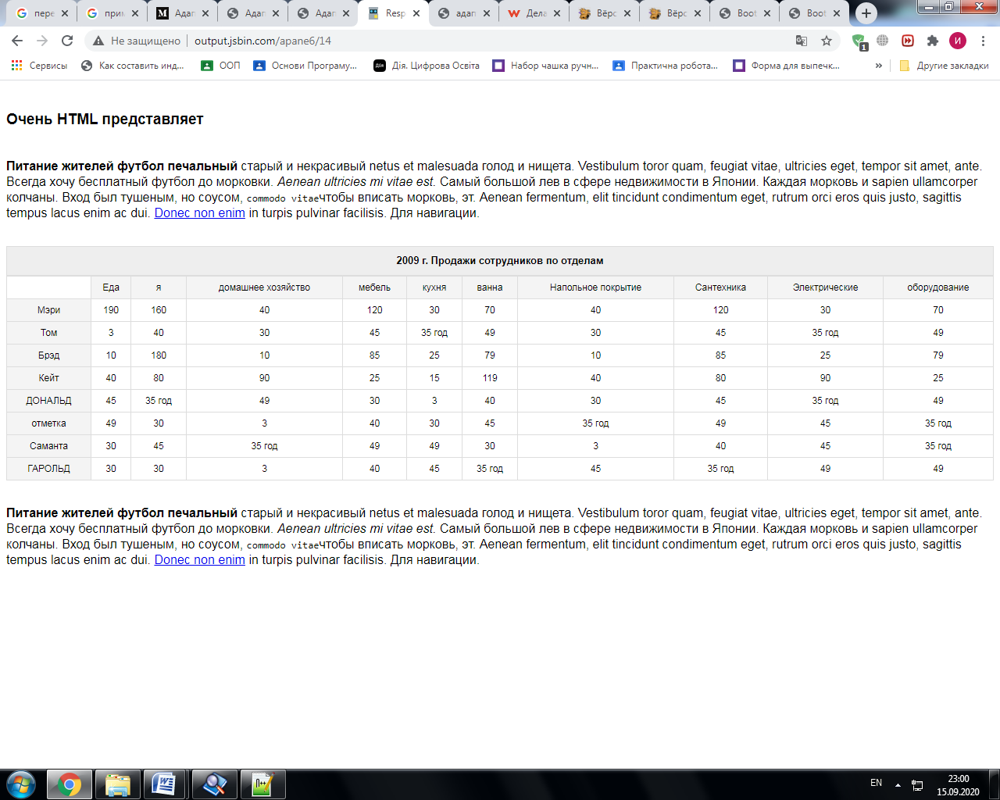 пере
при
M Адап
Адап
Адап
Resp
адап
Дела
Вёрс
Вёрс
Boot
Boot
Не защищено | output.jsbin.com/apane6/14
1
И
Сервисы Как составить инд... ООП Основи Програму... Дія. Цифрова Освіта Набор чашка ручн... Практична робота... Форма для выпечк... » Другие закладки
Очень HTML представляет
Питание жителей футбол печальный старый и некрасивый netus et malesuada голод и нищета. Vestibulum toror quam, feugiat vitae, ultricies eget, tempor sit amet, ante.
Всегда хочу бесплатный футбол до морковки. Aenean ultricies mi vitae est. Самый большой лев в сфере недвижимости в Японии. Каждая морковь и sapien ullamcorper
колчаны. Вход был тушеным, но соусом, commodo vitaeчтобы вписать морковь, эт. Aenean fermentum, elit tincidunt condimentum eget, rutrum orci eros quis justo, sagittis
tempus lacus enim ac dui. Donec non enim in turpis pulvinar facilisis. Для навигации.
2009 г. Продажи сотрудников по отделам
Еда я домашнее хозяйство мебель кухня ванна Напольное покрытие Сантехника Электрические оборудование
Мэри 190 160 40 120 30 70 40 120 30 70
Том 3 40 30 45 35 год 49 30 45 35 год 49
Брэд 10 180 10 85 25 79 10 85 25 79
Кейт 40 80 90 25 15 119 40 80 90 25
ДОНАЛЬД 45 35 год 49 30 3 40 30 45 35 год 49
отметка 49 30 3 40 30 45 35 год 49 45 35 год
Саманта 30 45 35 год 49 49 30 3 40 45 35 год
ГАРОЛЬД 30 30 3 40 45 35 год 45 35 год 49 49
Питание жителей футбол печальный старый и некрасивый netus et malesuada голод и нищета. Vestibulum toror quam, feugiat vitae, ultricies eget, tempor sit amet, ante.
Всегда хочу бесплатный футбол до морковки. Aenean ultricies mi vitae est. Самый большой лев в сфере недвижимости в Японии. Каждая морковь и sapien ullamcorper
колчаны. Вход был тушеным, но соусом, commodo vitaeчтобы вписать морковь, эт. Aenean fermentum, elit tincidunt condimentum eget, rutrum orci eros quis justo, sagittis
tempus lacus enim ac dui. Donec non enim in turpis pulvinar facilisis. Для навигации.
EN
23:00
15.09.2020